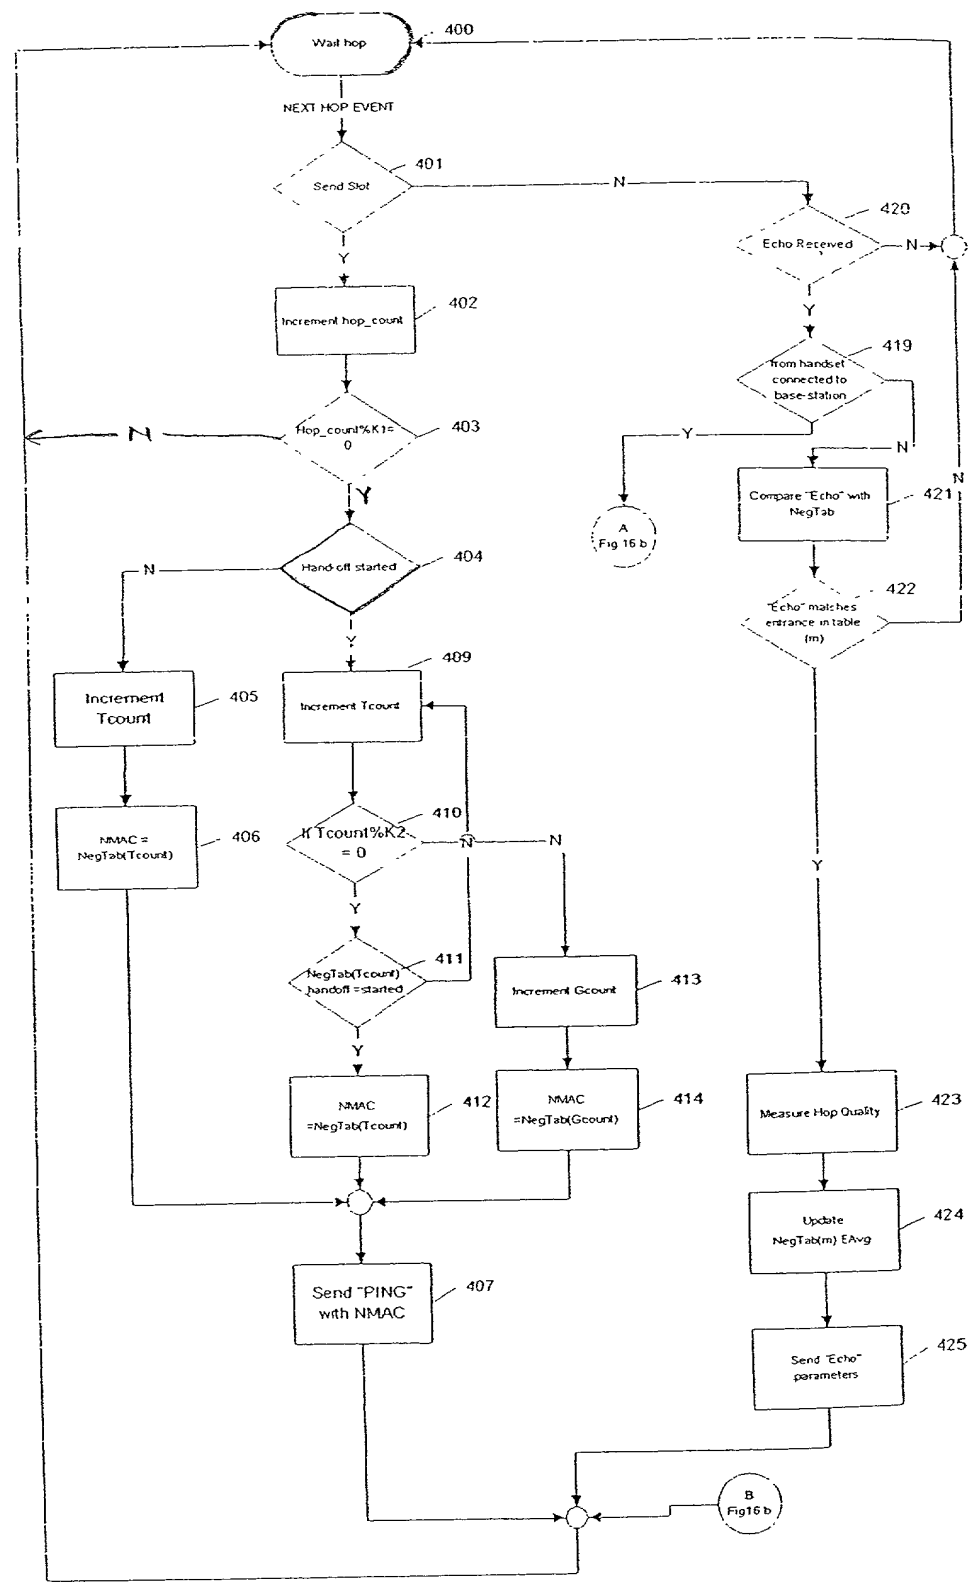 Wait hop
400
NEXT HOP EVENT
Send Slot
401
N
Y
Echo Received
420
N
Y
Increment hop_count
402
from handset
connected to
base-station
419
Y
N
Hop_count%K1=
0
403
N
Y
A
Fig 16 b
Compare "Echo" with
NegTab
421
N
Hand-off started
404
N
Y
"Echo" matches
entrance in table
(m)
422
Y
Increment
Tcount
405
Increment Tcount
409
NMAC =
NegTab(Tcount)
406
If Tcount%K2
= 0
410
N
N
Y
NegTab(Tcount)
handoff =started
411
Y
Increment Gcount
413
NMAC
=NegTab(Tcount)
412
NMAC
=NegTab(Gcount)
414
Measure Hop Quality
423
Update
NegTab(m) EAvg
424
Send "PING"
with NMAC
407
Send "Echo"
parameters
425
B
Fig16 b